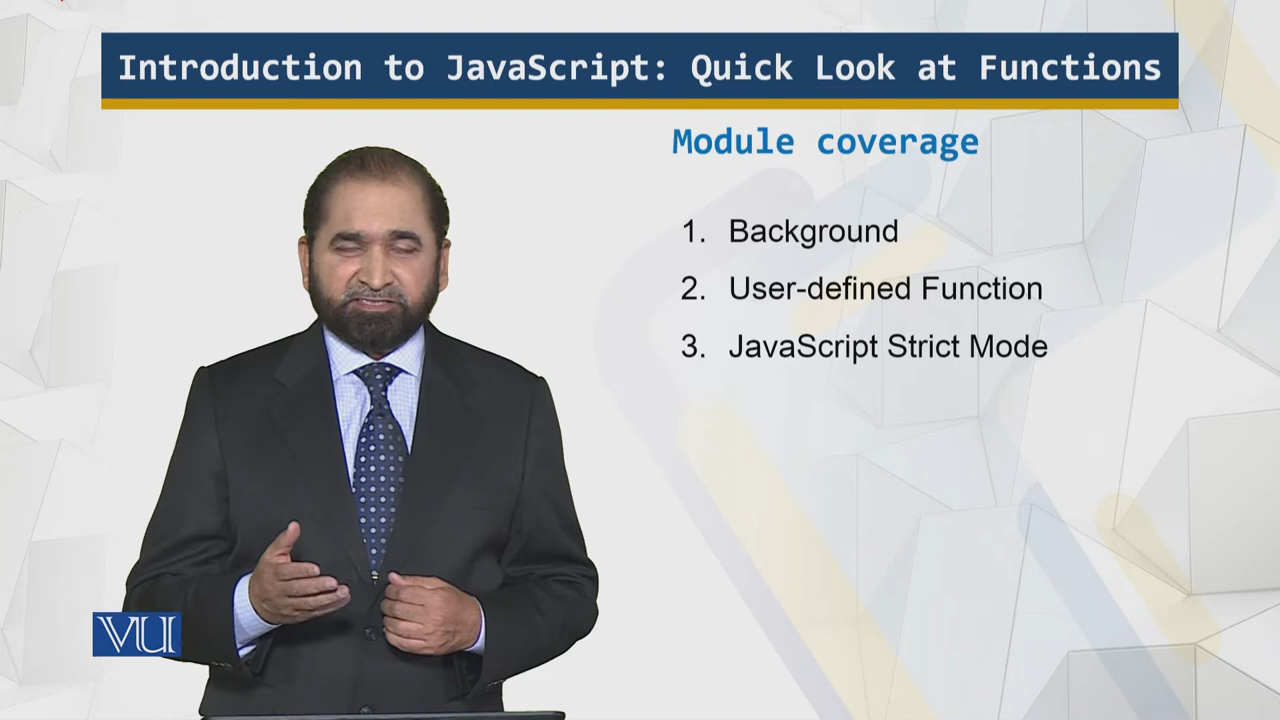 Introduction to JavaScript: Quick Look at Functions
Module coverage
1. Background
2. User-defined Function
3. JavaScript Strict Mode
VU